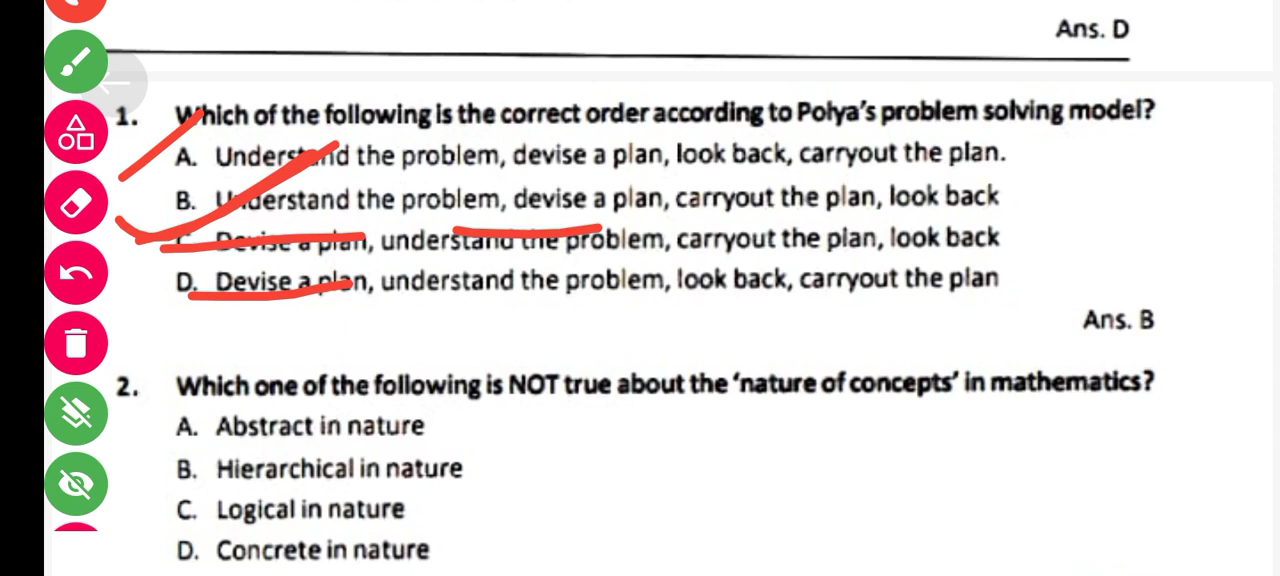 Ans. D
1. Which of the following is the correct order according to Polya's problem solving model?
A. Understand the problem, devise a plan, look back, carryout the plan.
B. Understand the problem, devise a plan, carryout the plan, look back
C. Devise a plan, understand the problem, carryout the plan, look back
D. Devise a plan, understand the problem, look back, carryout the plan
Ans. B
2. Which one of the following is NOT true about the ‘nature of concepts’ in mathematics?
A. Abstract in nature
B. Hierarchical in nature
C. Logical in nature
D. Concrete in nature